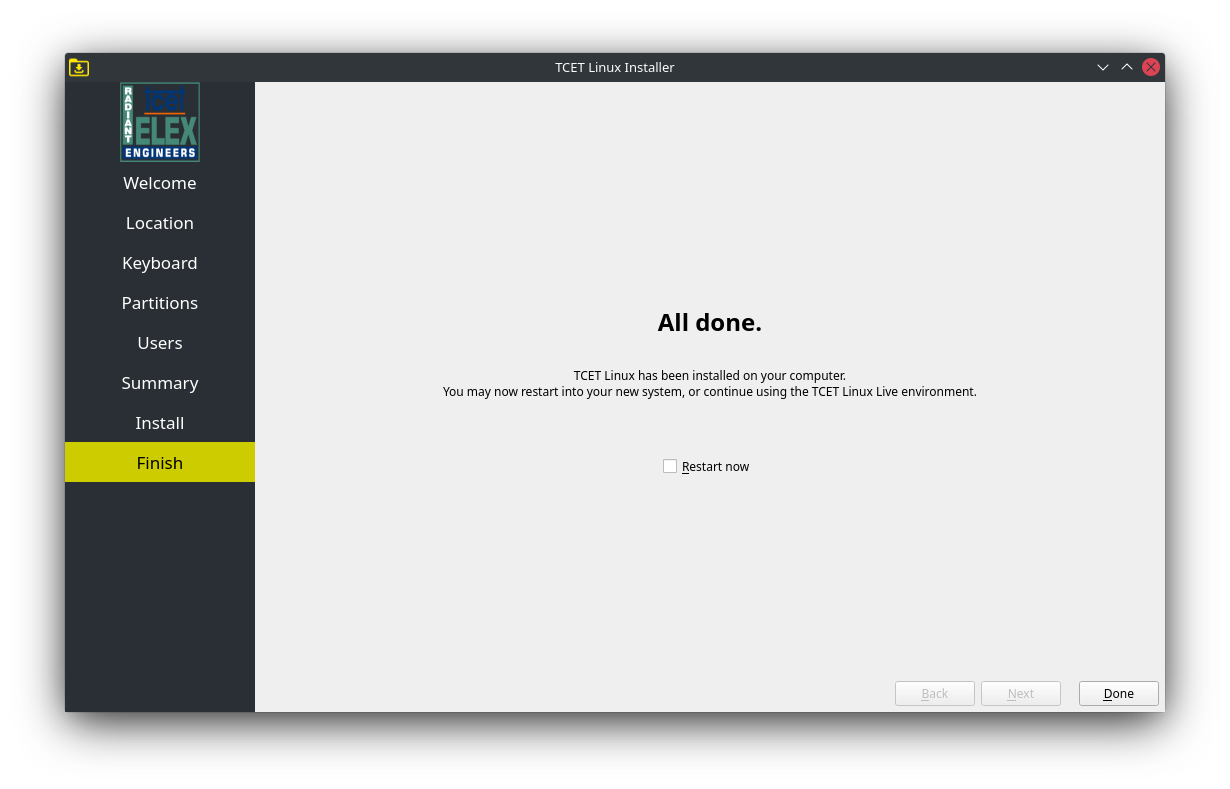 TCET Linux Installer
RADIANT
tcet
ELEX
ENGINEERS
Welcome
Location
Keyboard
Partitions
Users
Summary
Install
Finish
All done.
TCET Linux has been installed on your computer.
You may now restart into your new system, or continue using the TCET Linux Live environment.
Restart now
Back
Next
Done